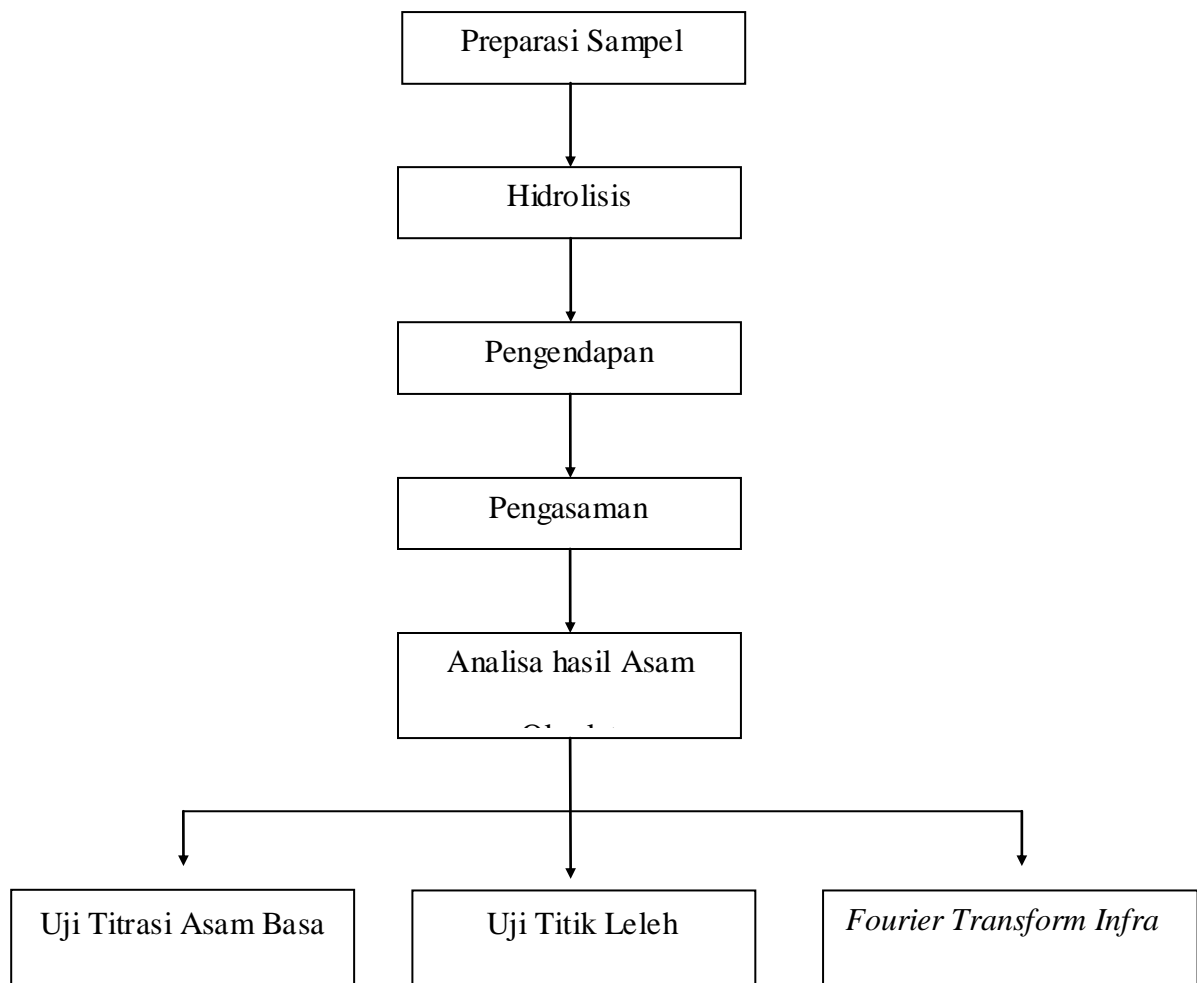 Preparasi Sampel
Hidrolisis
Pengendapan
Pengasaman
Analisa hasil Asam
Uji Titrasi Asam Basa
Uji Titik Leleh
Fourier Transform Infra